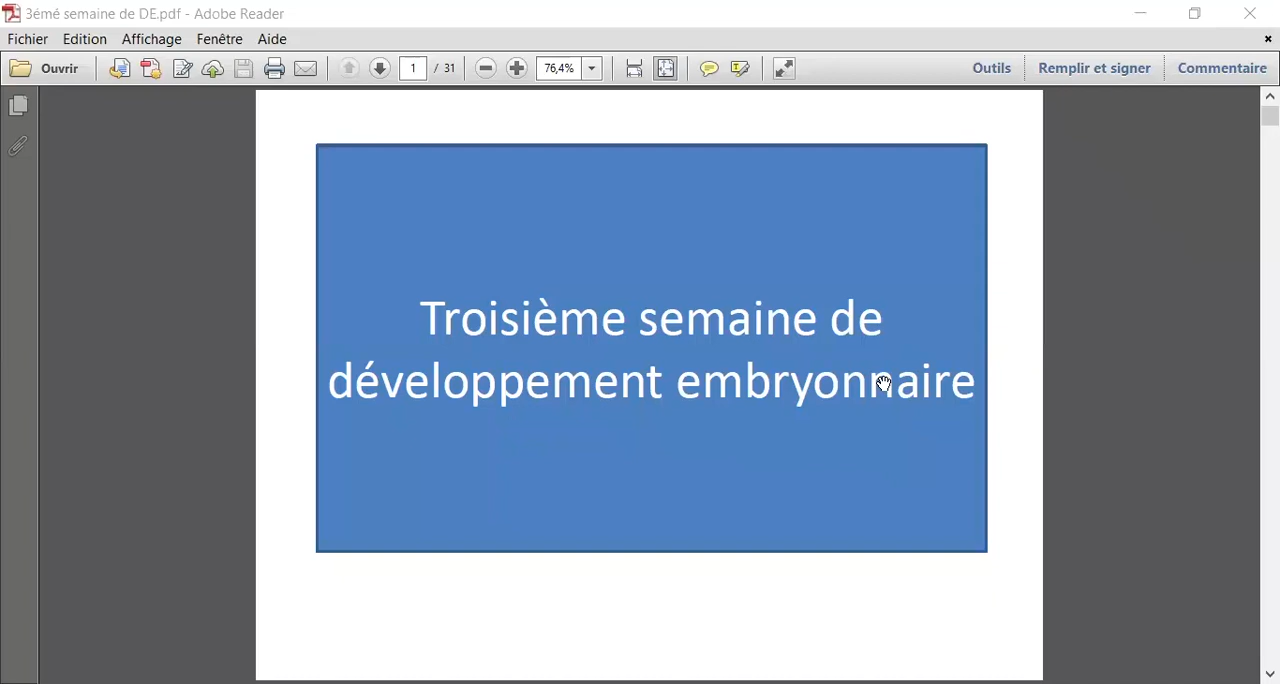 3émé semaine de DE.pdf - Adobe Reader
Fichier Edition Affichage Fenêtre Aide
Ouvrir 1 / 31 76,4% Outils Remplir et signer Commentaire
Troisième semaine de
développement embryonnaire